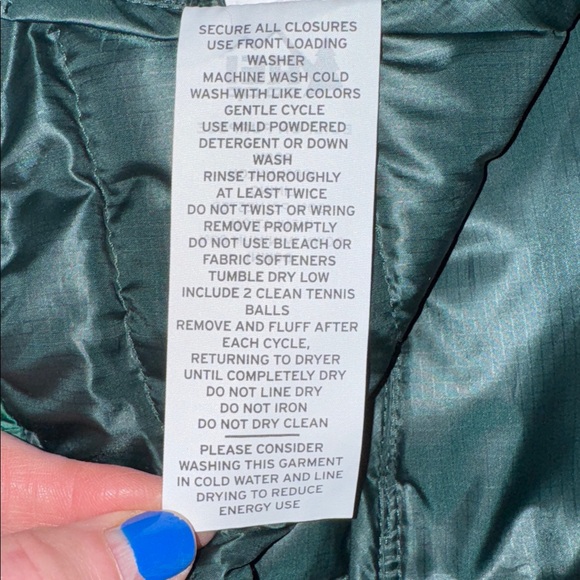 SECURE ALL CLOSURES
USE FRONT LOADING
WASHER
MACHINE WASH COLD
WASH WITH LIKE COLORS
GENTLE CYCLE
USE MILD POWDERED
DETERGENT OR DOWN
WASH
RINSE THOROUGHLY
AT LEAST TWICE
DO NOT TWIST OR WRING
REMOVE PROMPTLY
DO NOT USE BLEACH OR
FABRIC SOFTENERS
TUMBLE DRY LOW
INCLUDE 2 CLEAN TENNIS
BALLS
REMOVE AND FLUFF AFTER
EACH CYCLE,
RETURNING TO DRYER
UNTIL COMPLETELY DRY
DO NOT LINE DRY
DO NOT IRON
DO NOT DRY CLEAN
PLEASE CONSIDER
WASHING THIS GARMENT
IN COLD WATER AND LINE
DRYING TO REDUCE
ENERGY USE